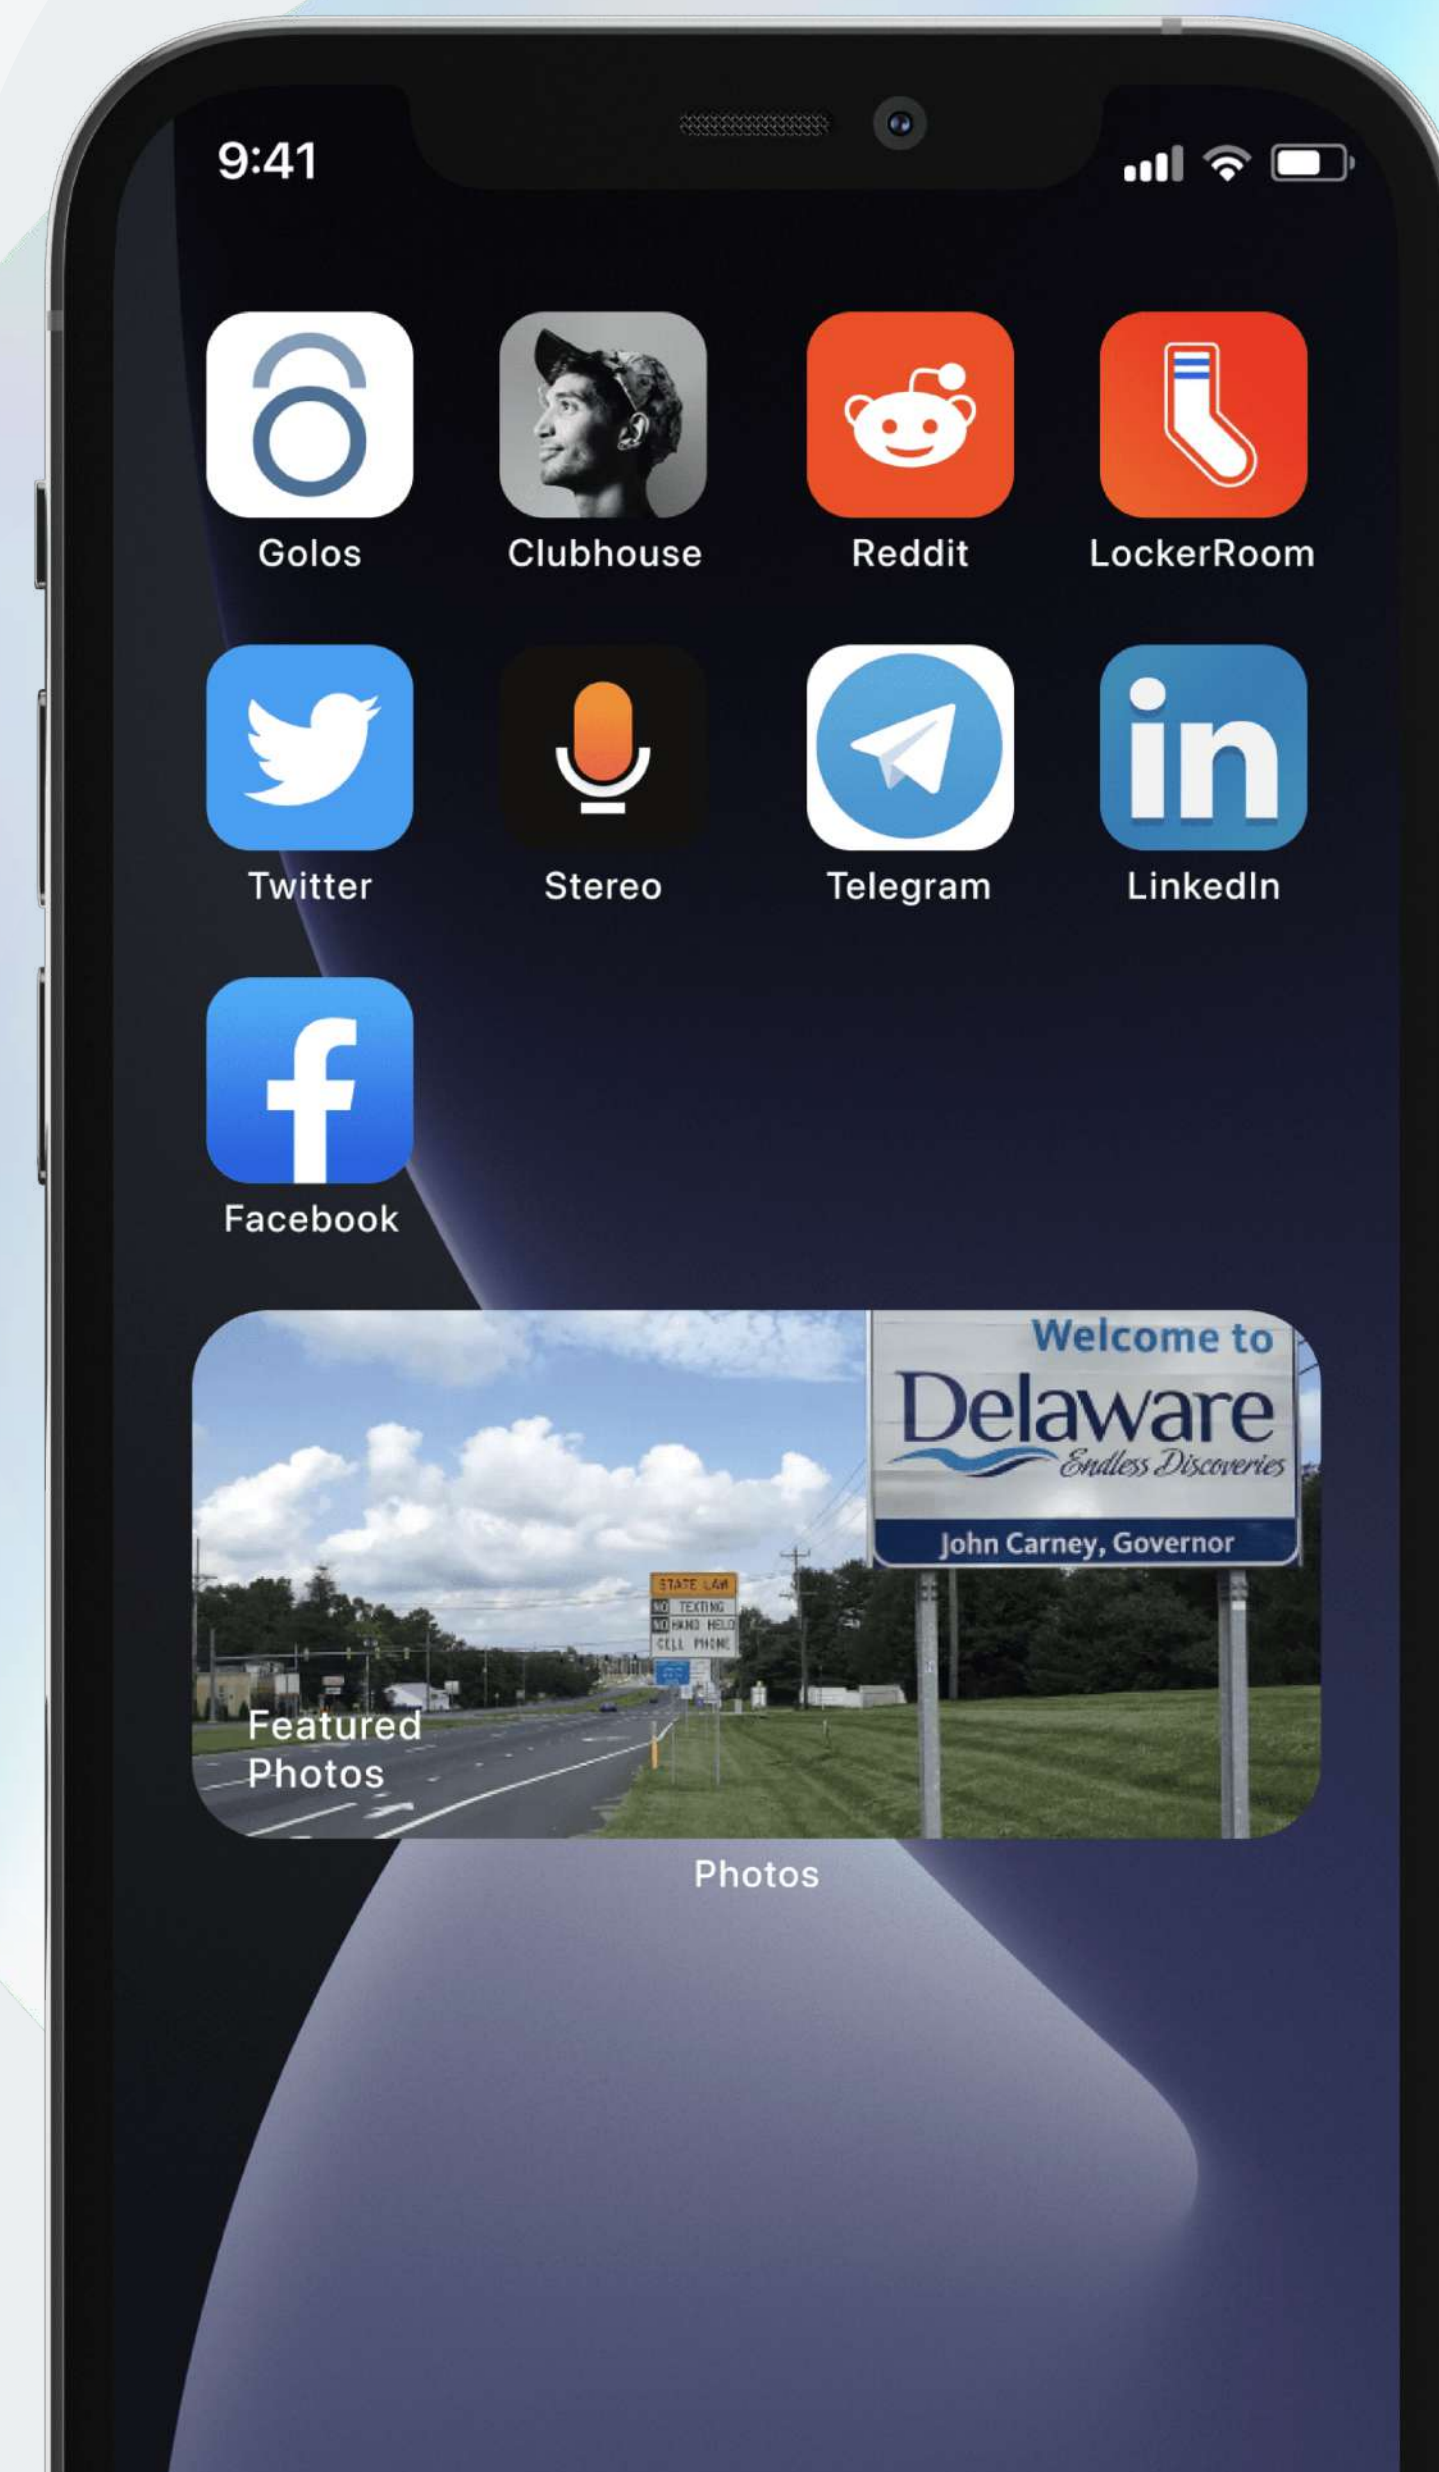 9:41
Golos
Clubhouse
Reddit
LockerRoom
in
Twitter
Stereo
Telegram
LinkedIn
f
Facebook
Welcome to
Delaware
Endless Discoveries
John Carney, Governor
STATE LAW
NO TEXTING
NO HAND HELD
CELL PHONE
Featured
Photos
Photos